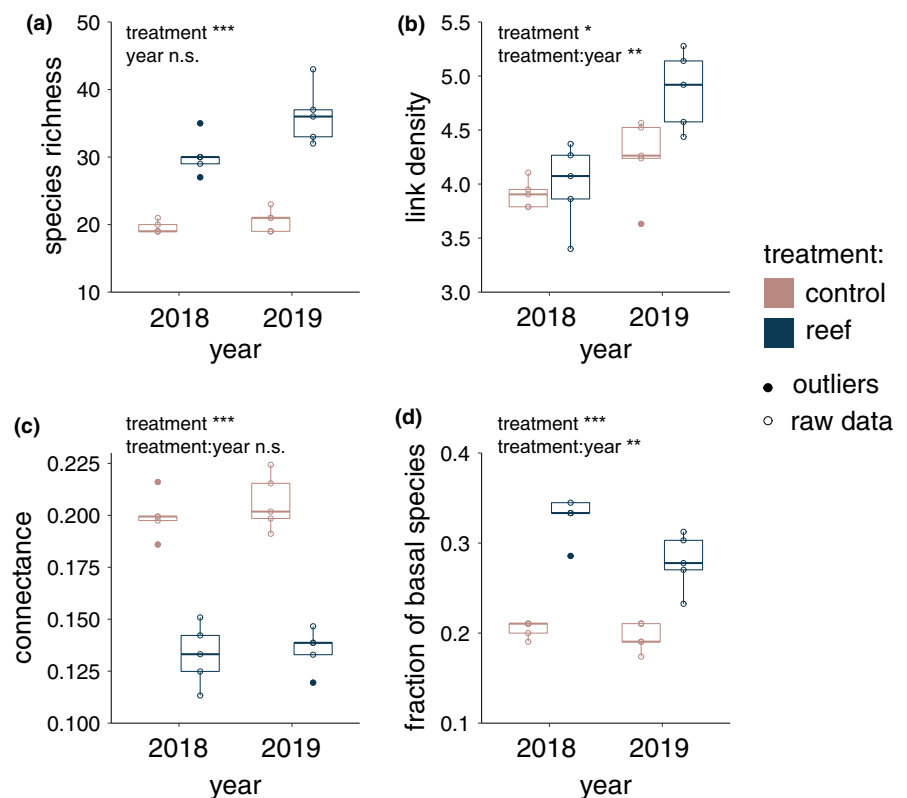 (a)
treatment ***
year n.s.
species richness
50
40
30
20
10
2018
2019
year
(b)
treatment *
treatment:year **
link density
5.5
5.0
4.5
4.0
3.5
3.0
2018
2019
year
treatment:
control
reef
outliers
raw data
(c)
treatment ***
treatment:year n.s.
connectance
0.225
0.200
0.175
0.150
0.125
0.100
2018
2019
year
(d)
treatment ***
treatment:year **
fraction of basal species
0.4
0.3
0.2
0.1
2018
2019
year